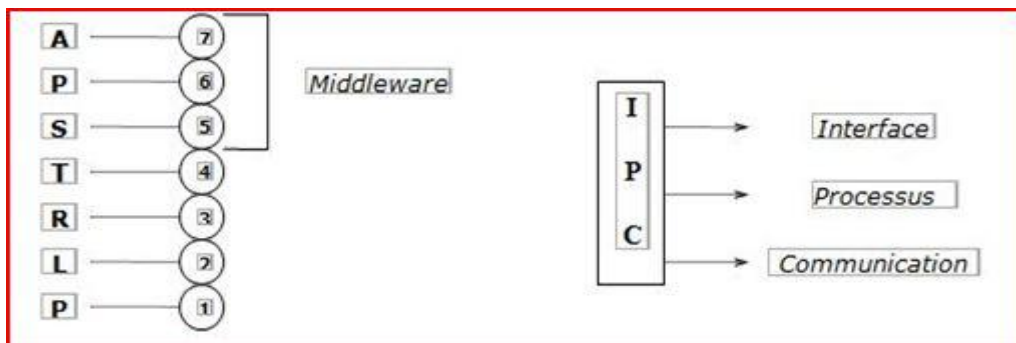 A 7
P 6
S 5
T 4
R 3
L 2
P 1
Middleware
I
P
C
Interface
Processus
Communication